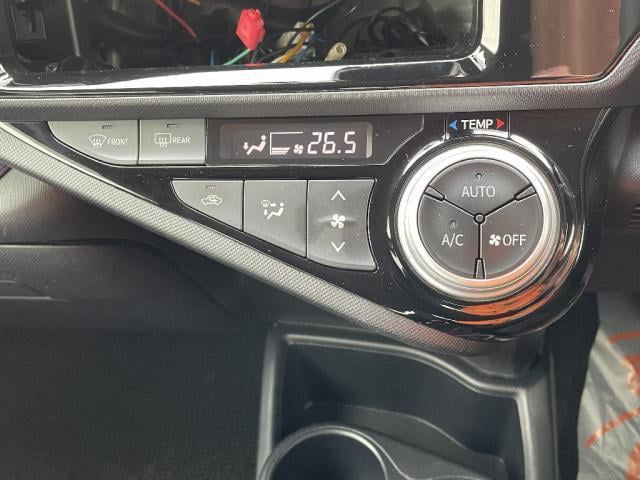 FRONT
REAR
26.5
TEMP
AUTO
A/C
OFF